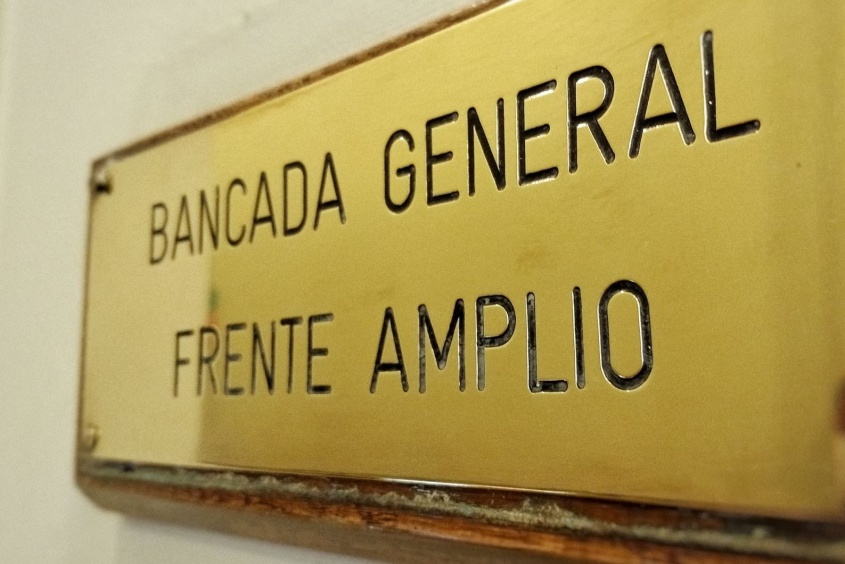 BANCADA GENERAL
FRENTE AMPLIO